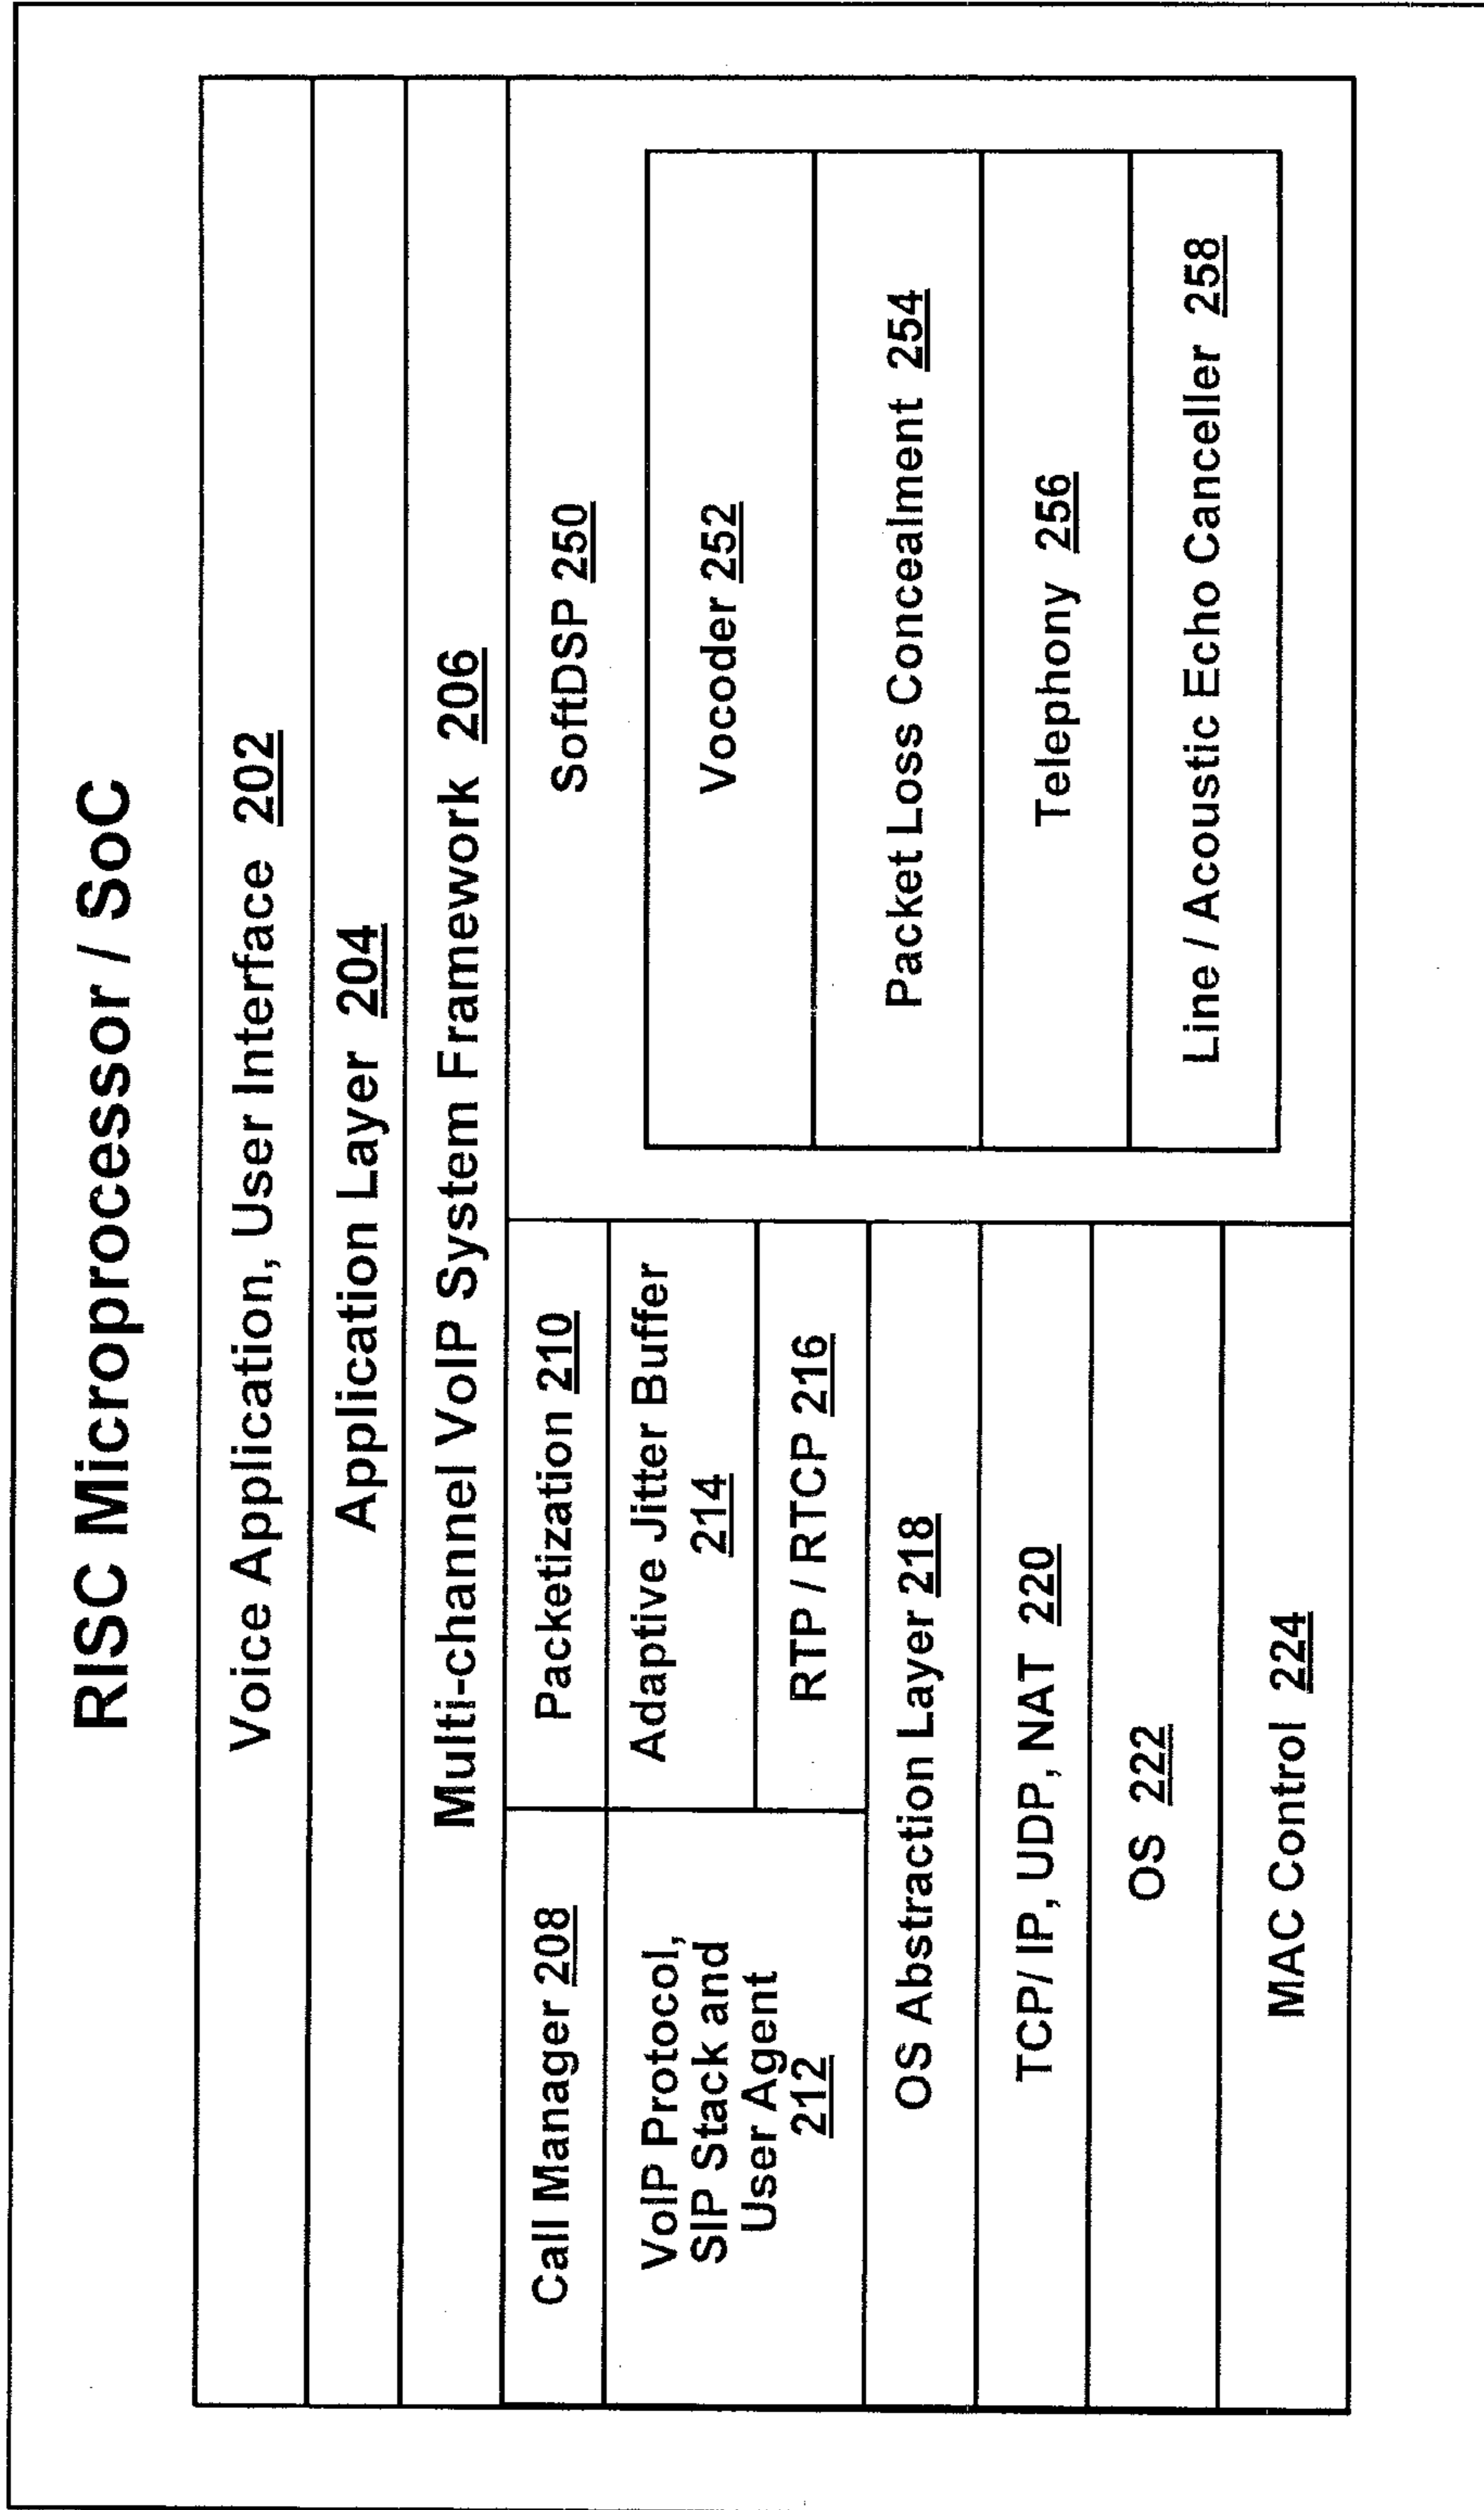 RISC Microprocessor / SoC
Voice Application, User Interface 202
Application Layer 204
Multi-channel VoIP System Framework 206
Call Manager 208
Packetization 210
VoIP Protocol,
SIP Stack and
User Agent
212
Adaptive Jitter Buffer
214
RTP / RTCP 216
OS Abstraction Layer 218
TCP/ IP, UDP, NAT 220
OS 222
MAC Control 224
SoftDSP 250
Vocoder 252
Packet Loss Concealment 254
Telephony 256
Line / Acoustic Echo Canceller 258